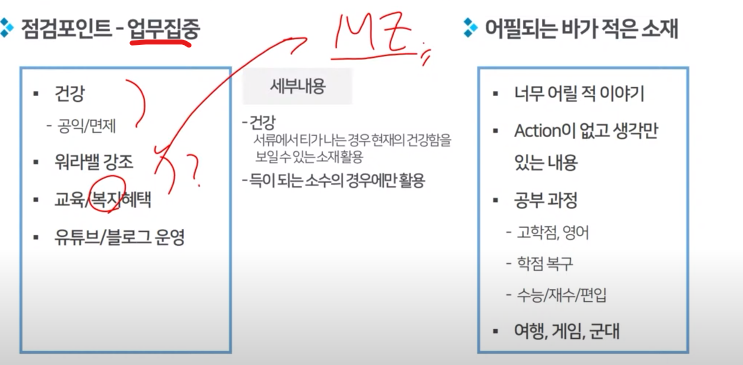 점검포인트 - 업무집중
MZ
▪ 건강
- 공익/면제
▪ 워라밸 강조
?
▪ 교육/복지혜택
▪ 유튜브/블로그 운영
세부내용
- 건강
서류에서 티가 나는 경우 현재의 건강함을
보일 수 있는 소재 활용
- 득이 되는 소수의 경우에만 활용
어필되는 바가 적은 소재
▪ 너무 어릴 적 이야기
▪ Action이 없고 생각만
있는 내용
▪ 공부 과정
- 고학점, 영어
- 학점 복구
- 수능/재수/편입
▪ 여행, 게임, 군대